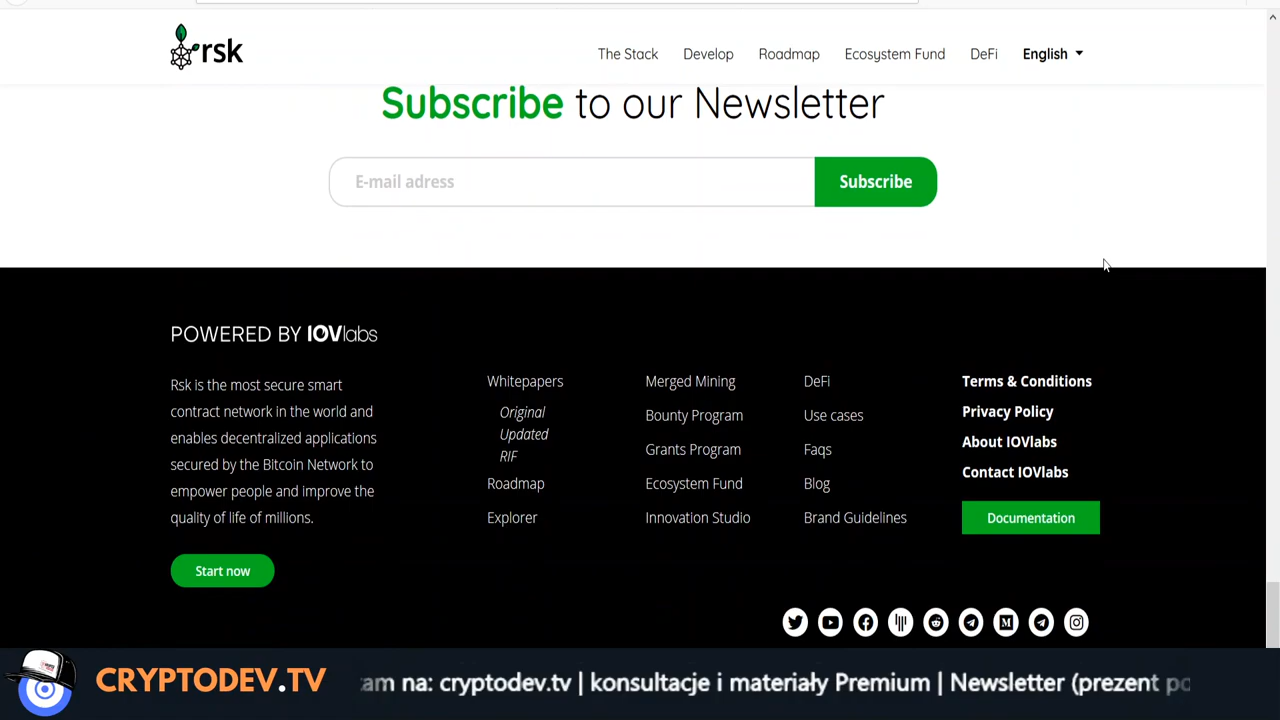 rsk
The Stack
Develop
Roadmap
Ecosystem Fund
DeFi
English
Subscribe to our Newsletter
E-mail adress
Subscribe
POWERED BY IOVlabs
Rsk is the most secure smart
contract network in the world and
enables decentralized applications
secured by the Bitcoin Network to
empower people and improve the
quality of life of millions.
Start now
Whitepapers
Original
Updated
RIF
Roadmap
Explorer
Merged Mining
Bounty Program
Grants Program
Ecosystem Fund
Innovation Studio
DeFi
Use cases
Faqs
Blog
Brand Guidelines
Terms & Conditions
Privacy Policy
About IOVlabs
Contact IOVlabs
Documentation
CRYPTODEV.TV
na: cryptodev.tv | konsultacje i materiały Premium | Newsletter (prezent